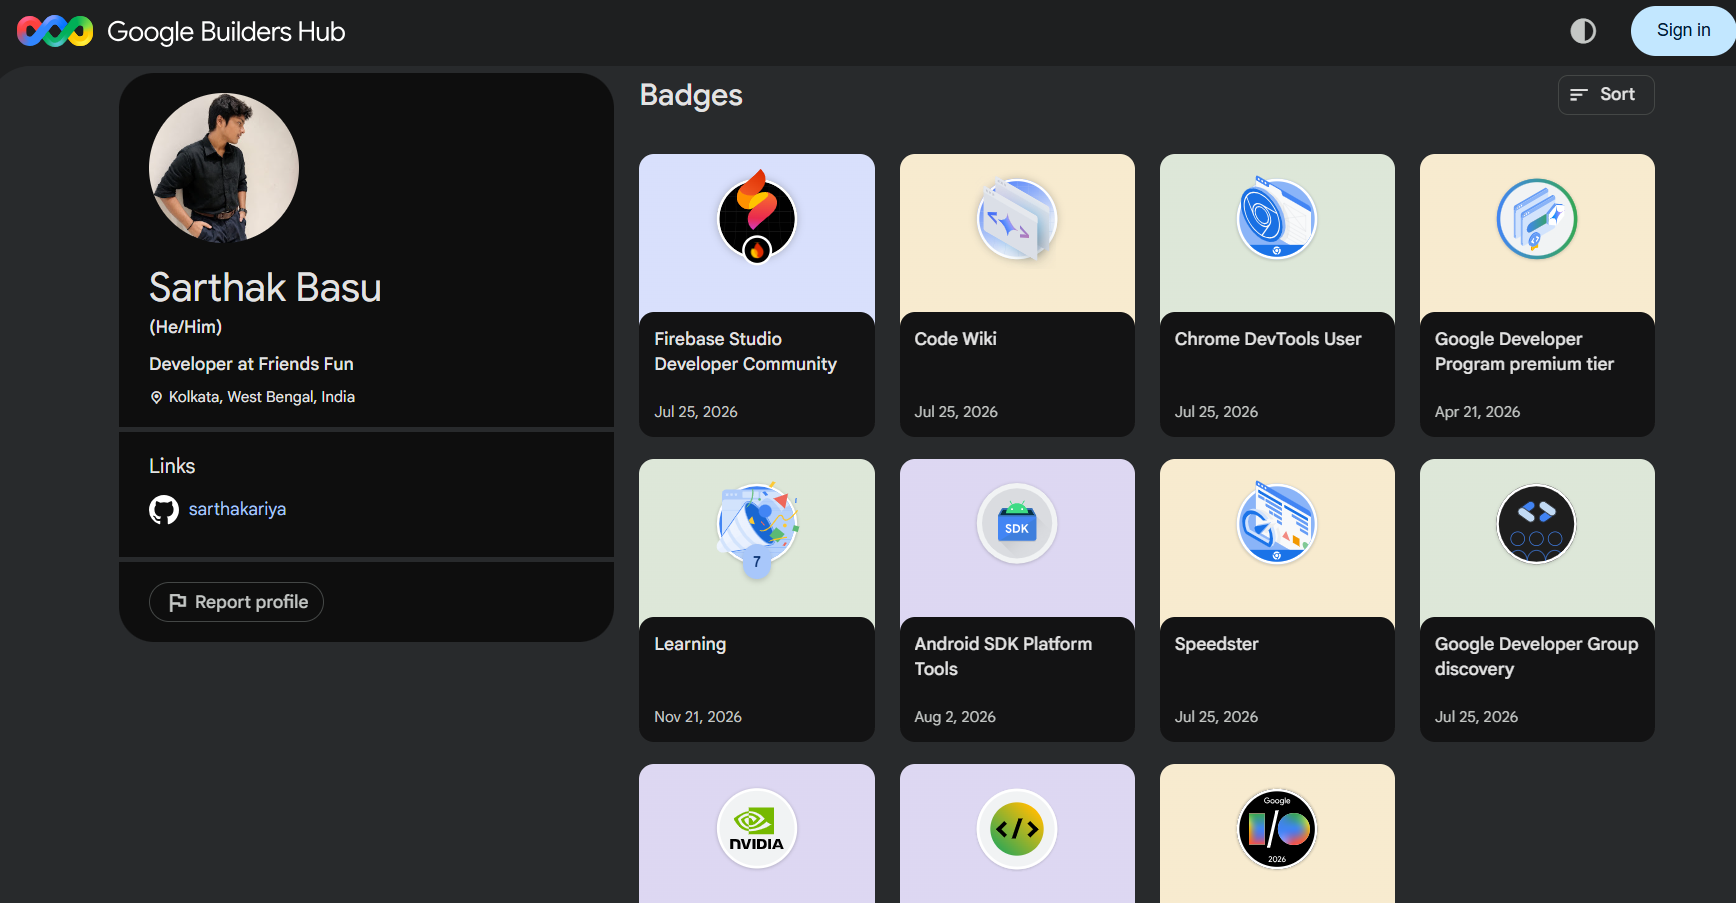 Google Builders Hub
Sign in
Sarthak Basu
(He/Him)
Developer at Friends Fun
Kolkata, West Bengal, India
Links
sarthakariya
Report profile
Badges
Sort
Firebase Studio
Developer Community
Jul 25, 2026
Code Wiki
Jul 25, 2026
Chrome DevTools User
Jul 25, 2026
Google Developer
Program premium tier
Apr 21, 2026
7
Learning
Nov 21, 2026
SDK
Android SDK Platform
Tools
Aug 2, 2026
Speedster
Jul 25, 2026
Google Developer Group
discovery
Jul 25, 2026
NVIDIA
</>
Google
I/O
2026